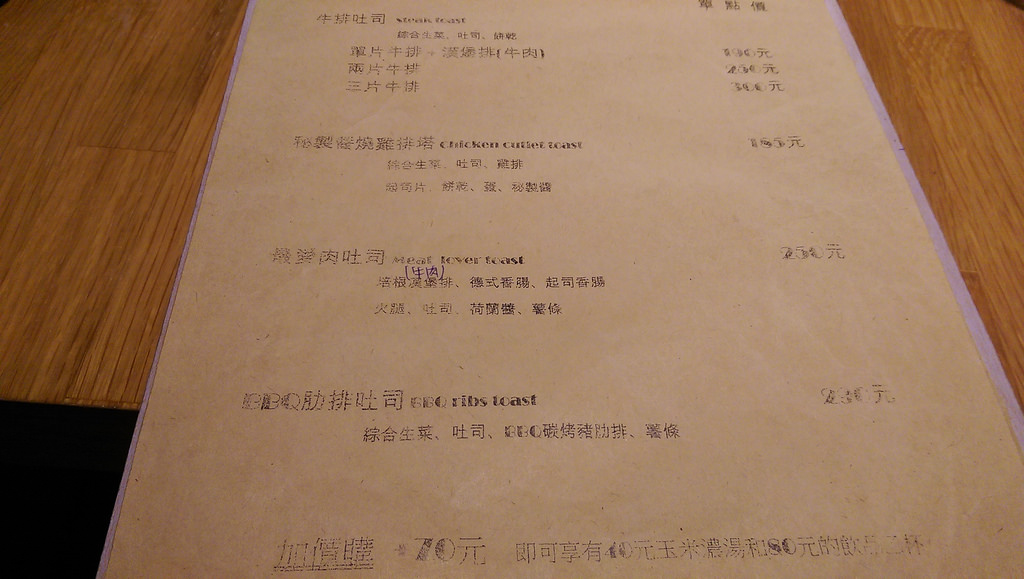 單點價
牛排吐司 steak toast
綜合生菜、吐司、餅乾
單片牛排+漢堡排(牛肉) 190元
兩片牛排 250元
三片牛排 300元
秘製醬燒雞排塔 Chicken cutlet toast 185元
綜合生菜、吐司、雞排
起司片、餅乾、蛋、秘製醬
最愛肉吐司 Meat lover toast 250元
(牛肉)
培根漢堡排、德式香腸、起司香腸
火腿、吐司、荷蘭醬、薯條
BBQ肋排吐司 BBQ ribs toast 230元
綜合生菜、吐司、BBQ碳烤豬肋排、薯條
加價購 +70元 即可享有40元玉米濃湯和80元的飲品乙杯